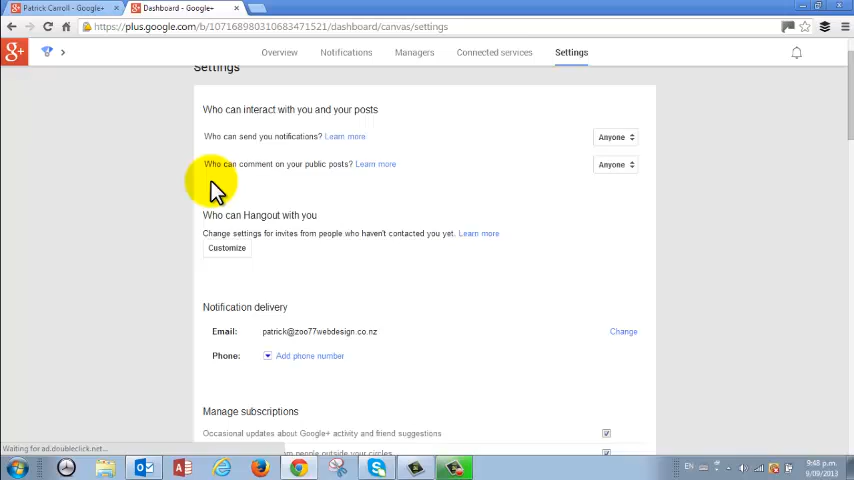 Patrick Carroll - Google+
Dashboard - Google+
https://plus.google.com/b/107168980310683471521/dashboard/canvas/settings
g+
Overview
Notifications
Managers
Connected services
Settings
Settings
Who can interact with you and your posts
Who can send you notifications? Learn more
Anyone
Who can comment on your public posts? Learn more
Anyone
Who can Hangout with you
Change settings for invites from people who haven't contacted you yet. Learn more
Customize
Notification delivery
Email: patrick@zoo77webdesign.co.nz
Change
Phone: Add phone number
Manage subscriptions
Occasional updates about Google+ activity and friend suggestions
people outside your circles
Waiting for ad.doubleclick.net...
EN
9:48 p.m.
9/09/2013